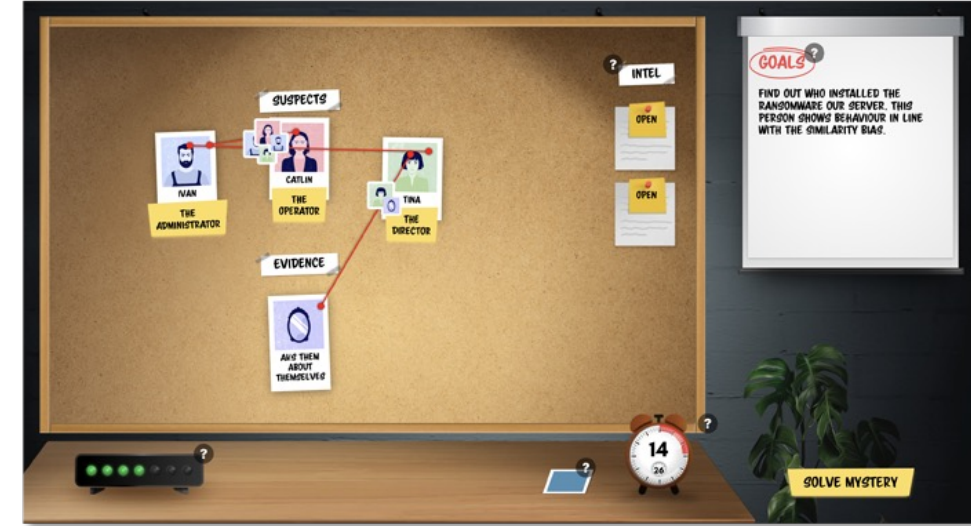 SUSPECTS
IVAN
THE
ADMINISTRATOR
CATLIN
THE
OPERATOR
TINA
THE
DIRECTOR
EVIDENCE
AKS THEM
ABOUT
THEMSELVES
?
INTEL
OPEN
OPEN
GOALS
?
FIND OUT WHO INSTALLED THE
RANSOMWARE OUR SERVER. THIS
PERSON SHOWS BEHAVIOUR IN LINE
WITH THE SIMILARITY BIAS.
?
?
14
26
?
SOLVE MYSTERY